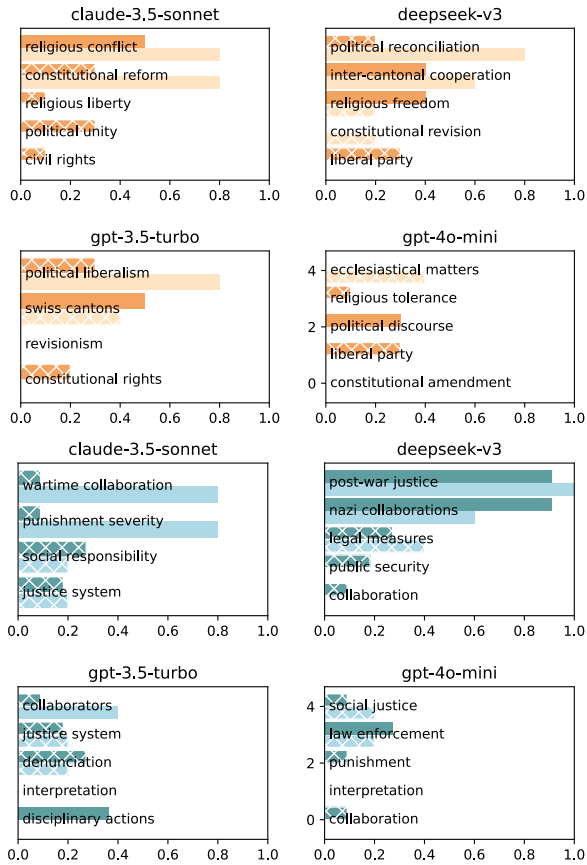 claude-3.5-sonnet
religious conflict
constitutional reform
religious liberty
political unity
civil rights
0.0 0.2 0.4 0.6 0.8 1.0
deepseek-v3
political reconciliation
inter-cantonal cooperation
religious freedom
constitutional revision
liberal party
0.0 0.2 0.4 0.6 0.8 1.0
gpt-3.5-turbo
political liberalism
swiss cantons
revisionism
constitutional rights
0.0 0.2 0.4 0.6 0.8 1.0
gpt-4o-mini
4 ecclesiastical matters
religious tolerance
2 political discourse
liberal party
0 constitutional amendment
0.0 0.2 0.4 0.6 0.8 1.0
claude-3.5-sonnet
wartime collaboration
punishment severity
social responsibility
justice system
0.0 0.2 0.4 0.6 0.8 1.0
deepseek-v3
post-war justice
nazi collaborations
legal measures
public security
collaboration
0.0 0.2 0.4 0.6 0.8 1.0
gpt-3.5-turbo
collaborators
justice system
denunciation
interpretation
disciplinary actions
0.0 0.2 0.4 0.6 0.8 1.0
gpt-4o-mini
4 social justice
law enforcement
2 punishment
interpretation
0 collaboration
0.0 0.2 0.4 0.6 0.8 1.0